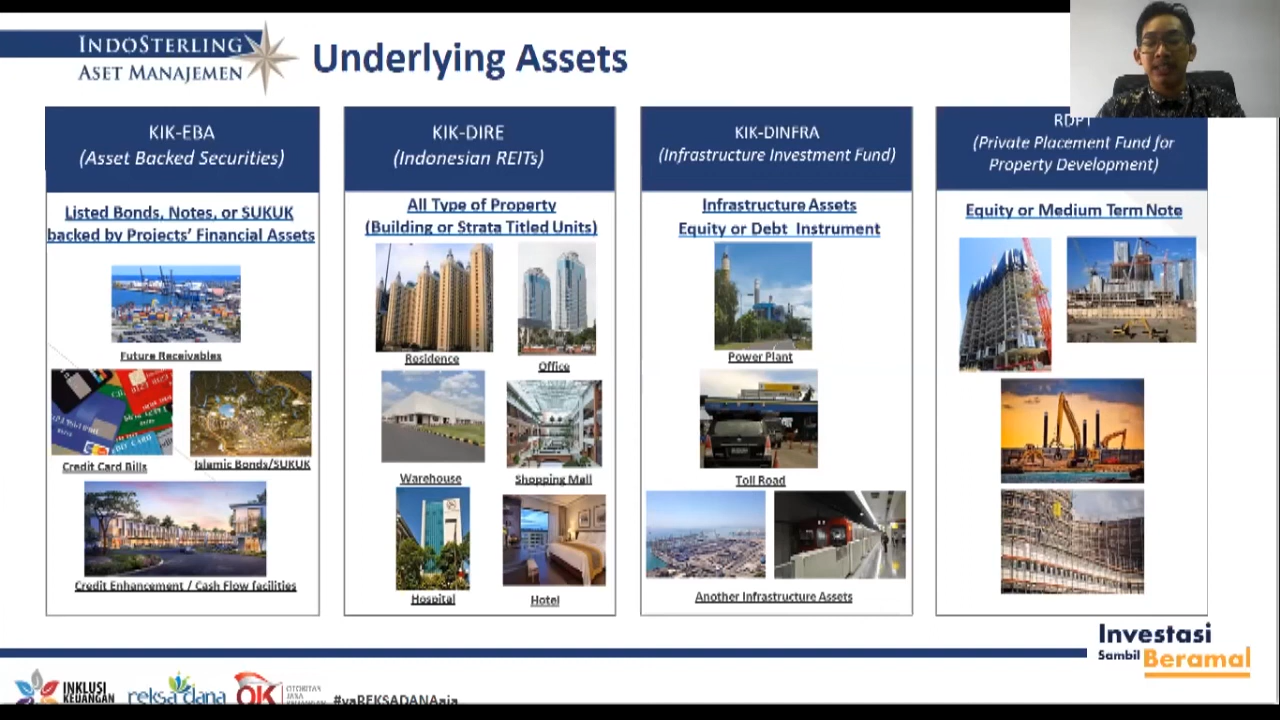 INDOSTERLING
ASET MANAJEMEN
Underlying Assets
KIK-EBA
(Asset Backed Securities)
Listed Bonds, Notes, or SUKUK
backed by Projects' Financial Assets
Future Receivables
Credit Card Bills
Islamic Bonds/SUKUK
Credit Enhancement / Cash Flow facilities
KIK-DIRE
(Indonesian REITs)
All Type of Property
(Building or Strata Titled Units)
Residence
Office
Warehouse
Shopping Mall
Hospital
Hotel
KIK-DINFRA
(Infrastructure Investment Fund)
Infrastructure Assets
Equity or Debt Instrument
Power Plant
Toll Road
Another Infrastructure Assets
RDPT
(Private Placement Fund for
Property Development)
Equity or Medium Term Note
Investasi
Sambil Beramal
INKLUSI
KEUANGAN
reksa dana
OTORITAS
JASA
KEUANGAN
#yaREKSADANAaja